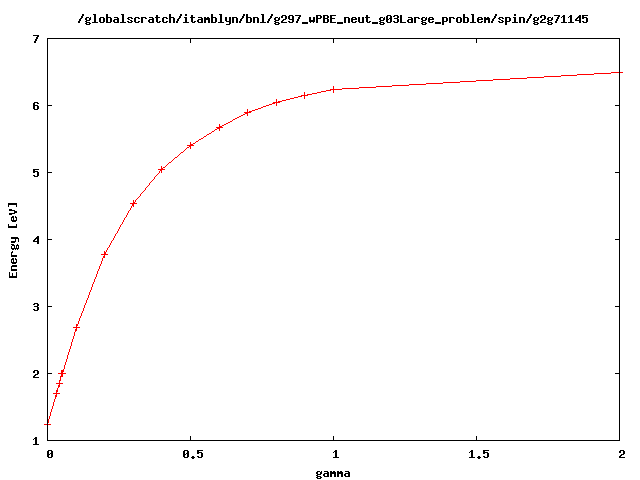 /globalscratch/itamblyn/bnl/g297_wPBE_neut_g03Large_problem/spin/g2g71145
7
6
5
4
3
2
1
Energy [eV]
0 0.5 1 1.5 2
gamma